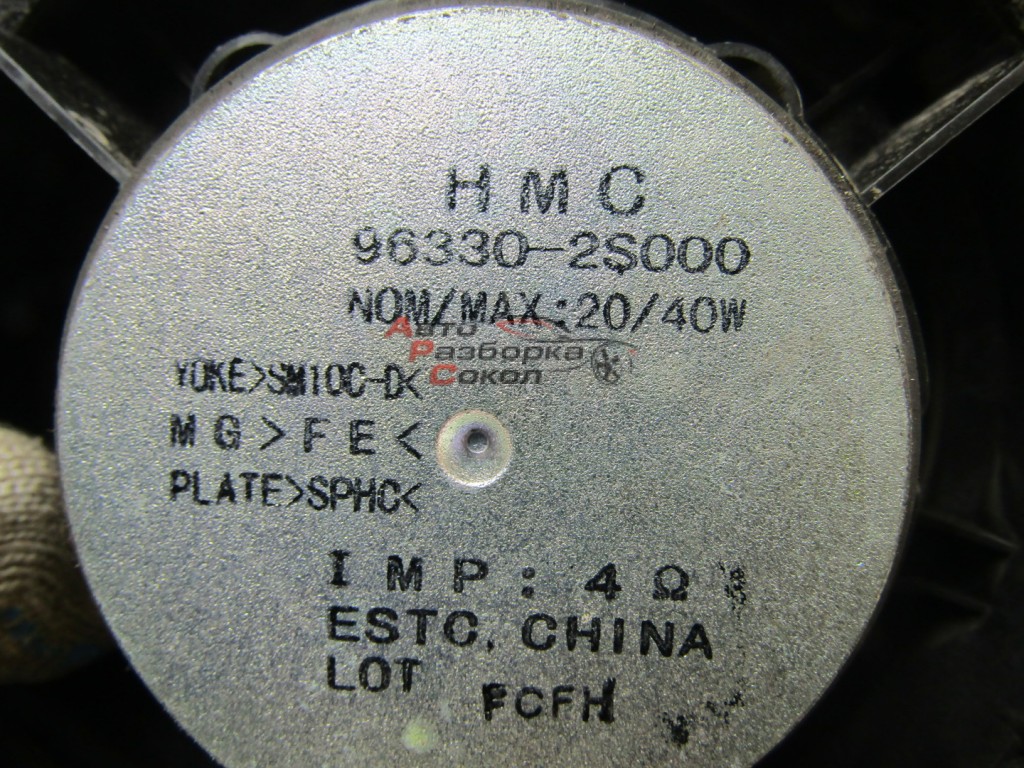 HMC
96330-2S000
NOM/MAX:20/40W
Авто
Разборка
Сокол
YOKE>SM10C-D<
MG>FE<
PLATE>SPHC<
IMP: 4Ω
ESTC, CHINA
LOT FCFH